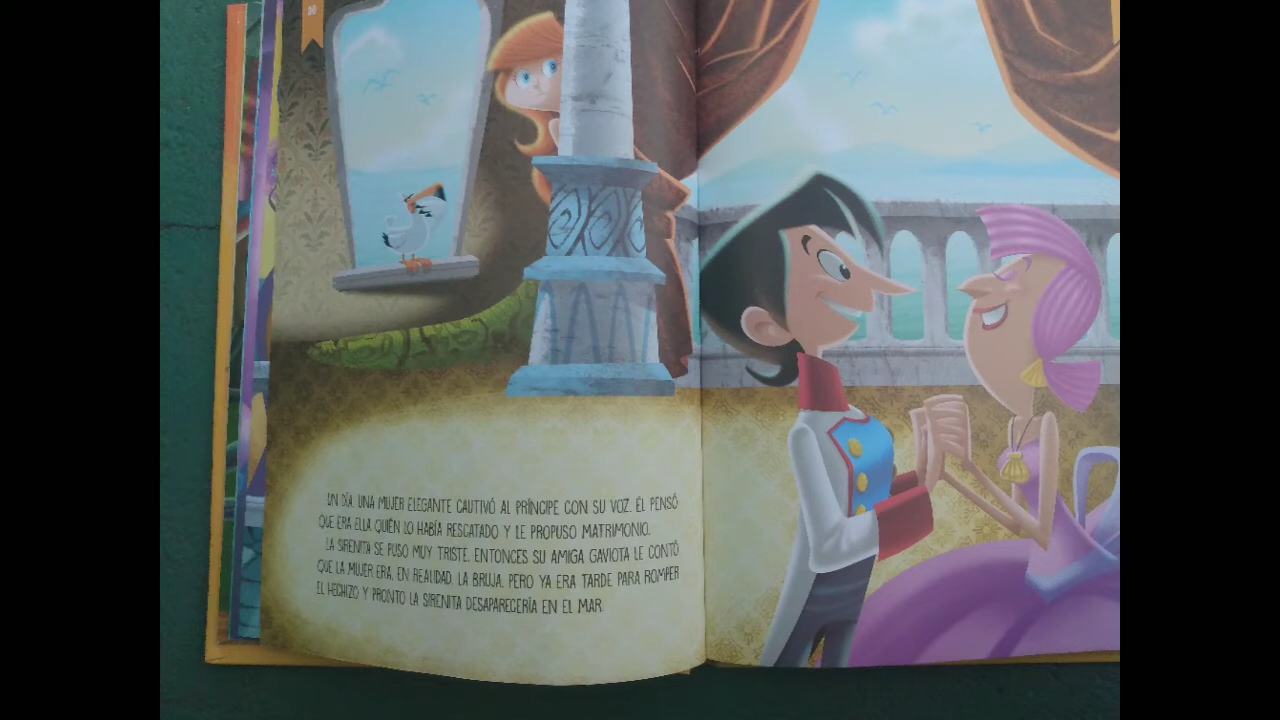 UN DÍA, UNA MUJER ELEGANTE CAUTIVÓ AL PRÍNCIPE CON SU VOZ. ÉL PENSÓ
QUE ERA ELLA QUIÉN LO HABÍA RESCATADO Y LE PROPUSO MATRIMONIO.
LA SIRENITA SE PUSO MUY TRISTE. ENTONCES SU AMIGA GAVIOTA LE CONTÓ
QUE LA MUJER ERA, EN REALIDAD, LA BRUJA. PERO YA ERA TARDE PARA ROMPER
EL HECHIZO Y PRONTO LA SIRENITA DESAPARECERÍA EN EL MAR.